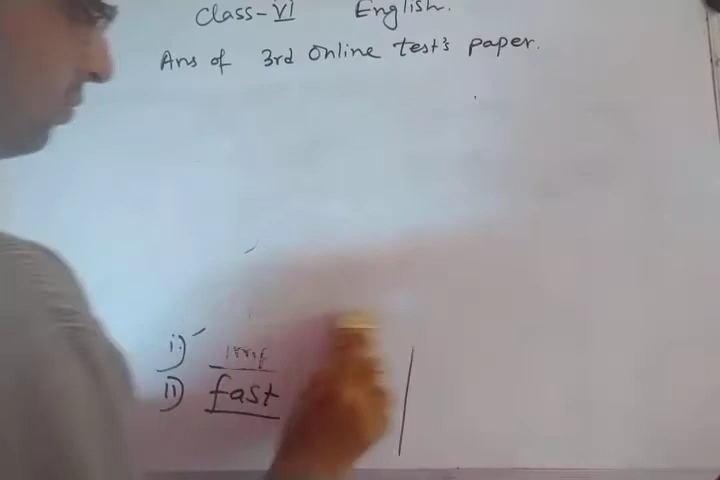 Class-VI English.
Ans of 3rd Online test's paper.
i)
II) fast